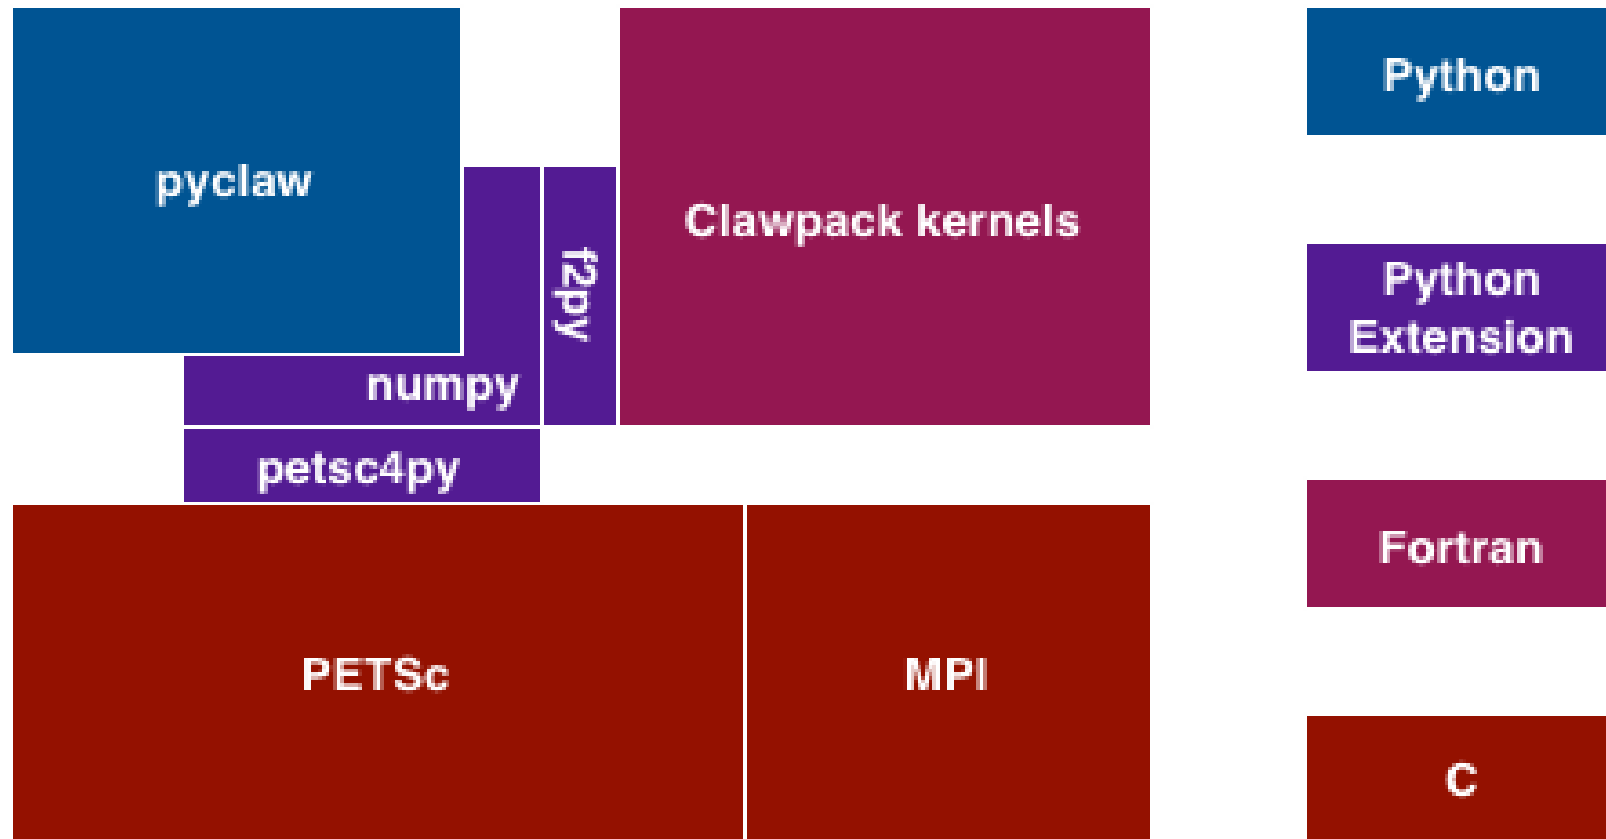 pyclaw
numpy
f2py
petsc4py
Clawpack kernels
PETSc
MPI
Python
Python
Extension
Fortran
C